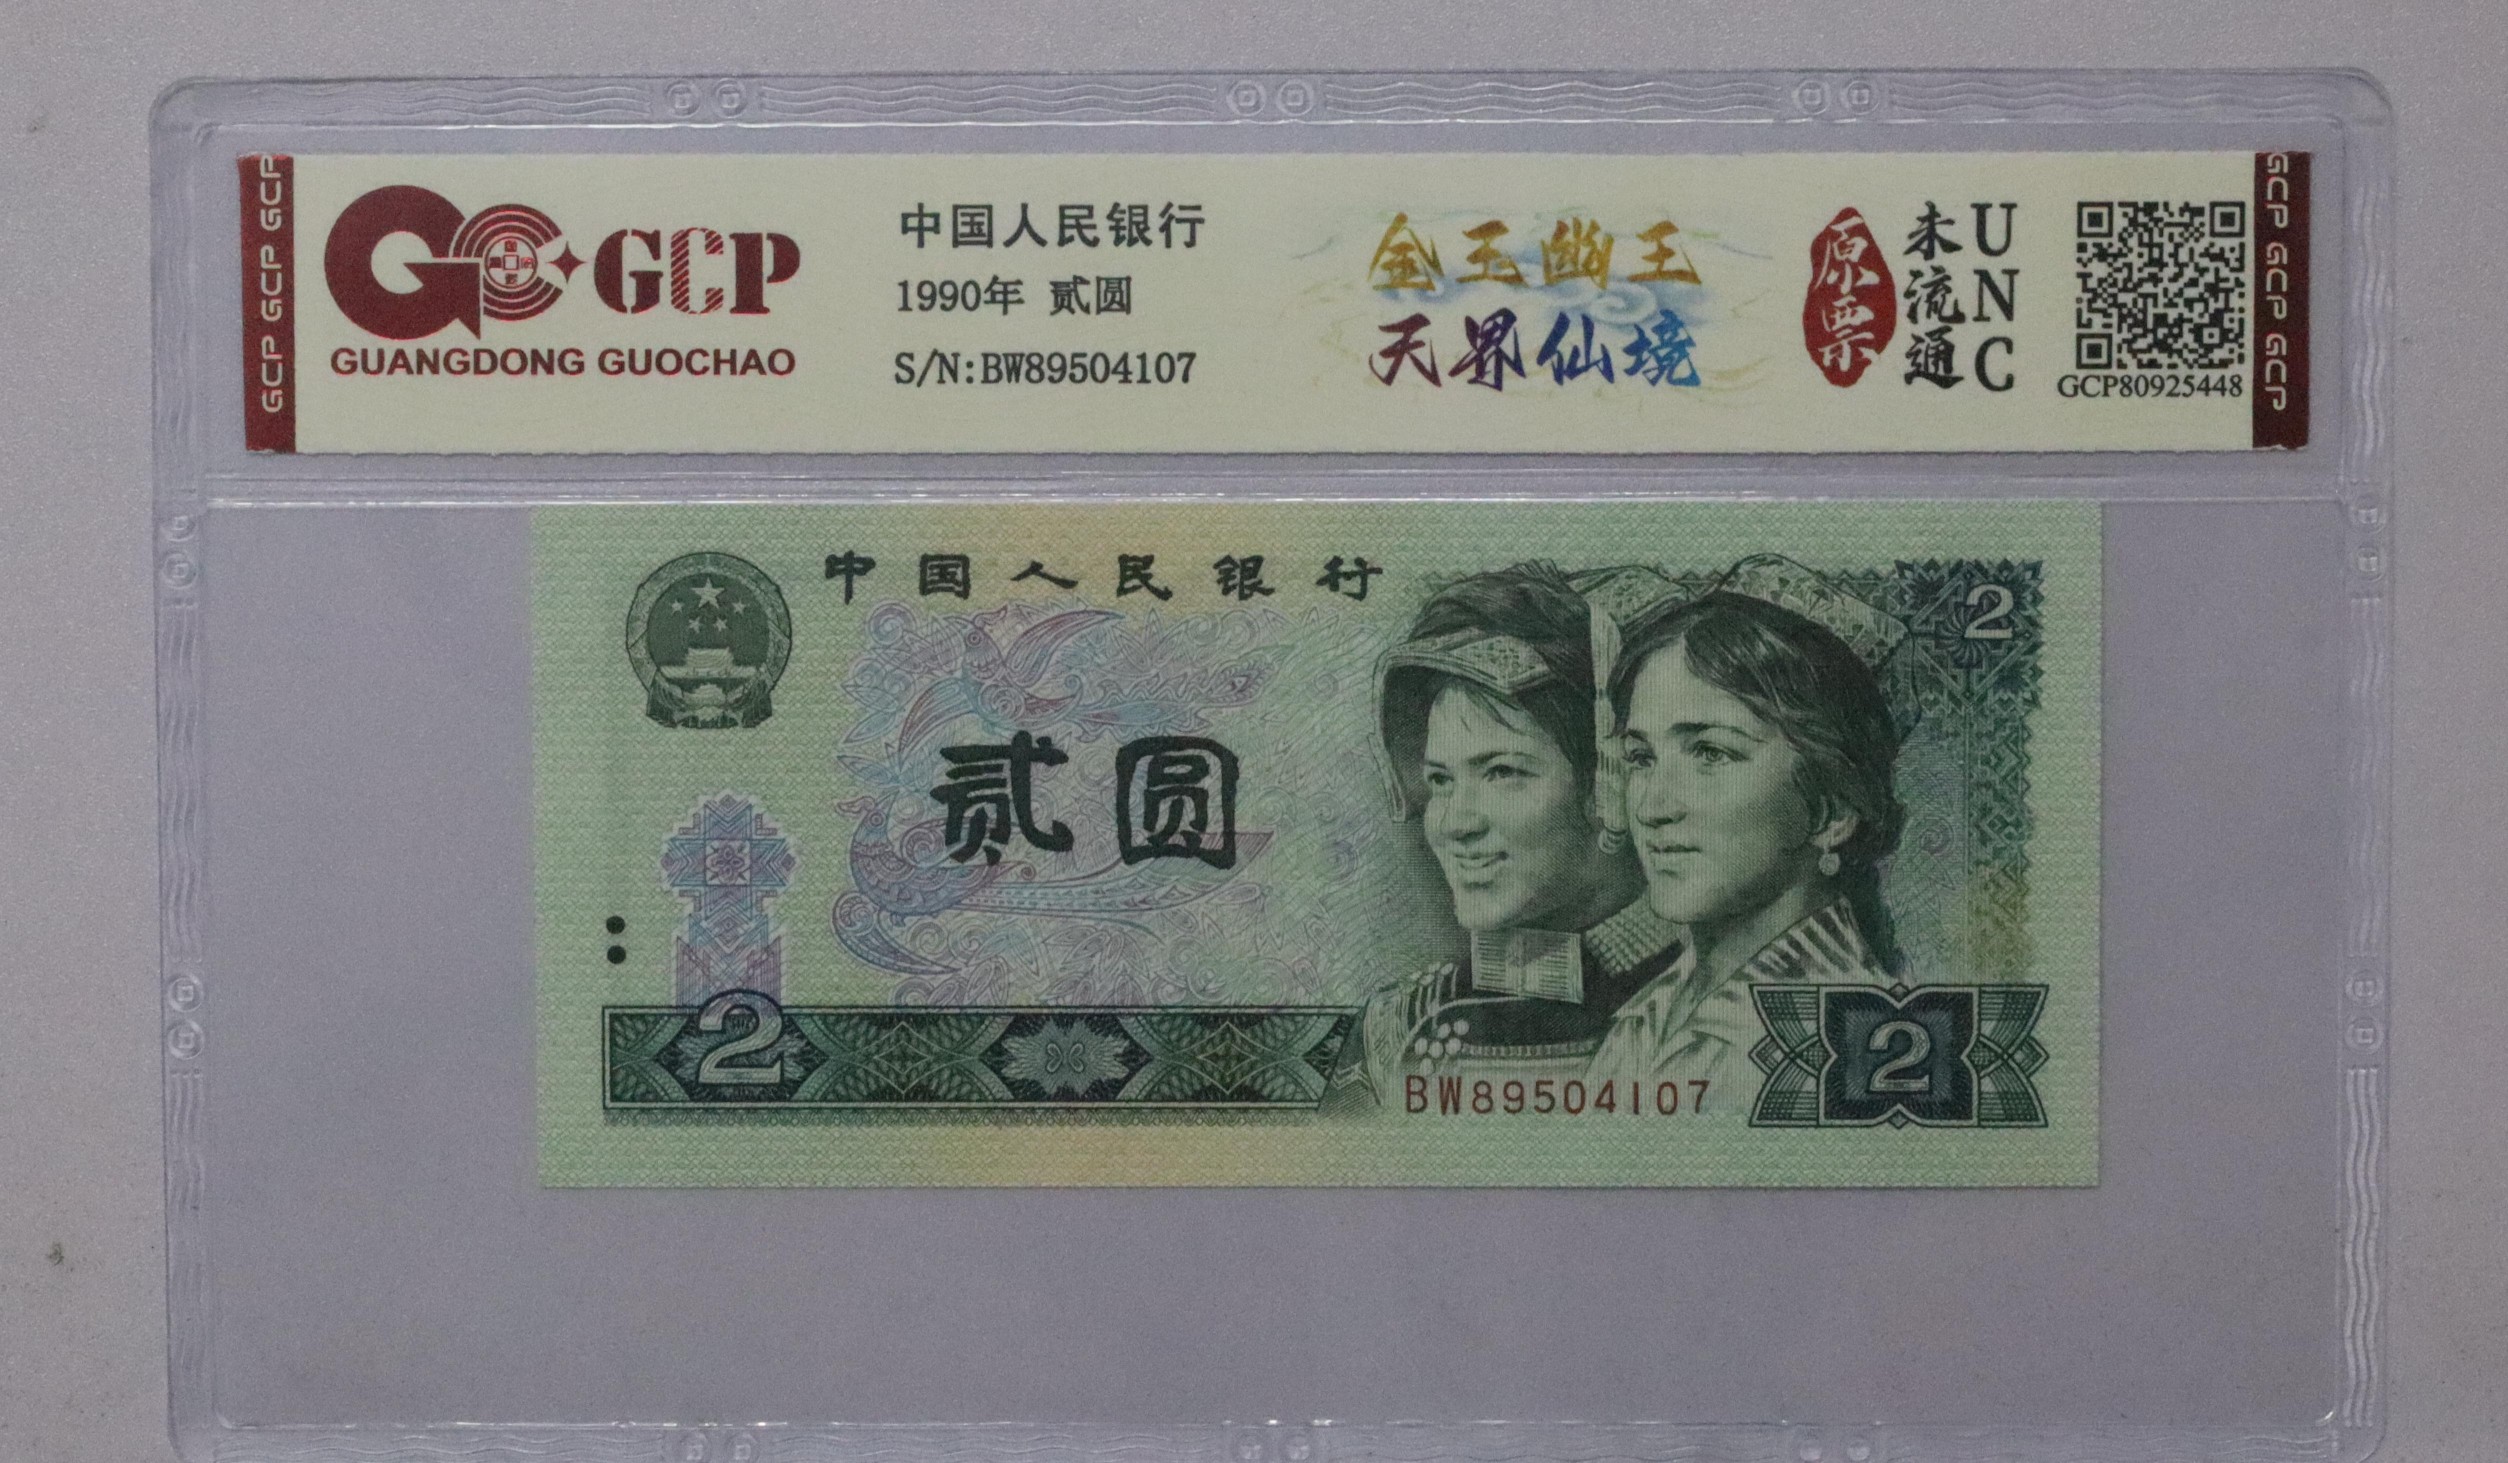 GCP GCP GCP
GCP
GUANGDONG GUOCHAO
中国人民银行
1990年 贰圆
S/N:BW89504107
金玉幽王
天界仙境
原票
未流通
UNC
GCP80925448
GCP GCP GCP
中国人民银行
2
贰圆
2
BW89504107
2